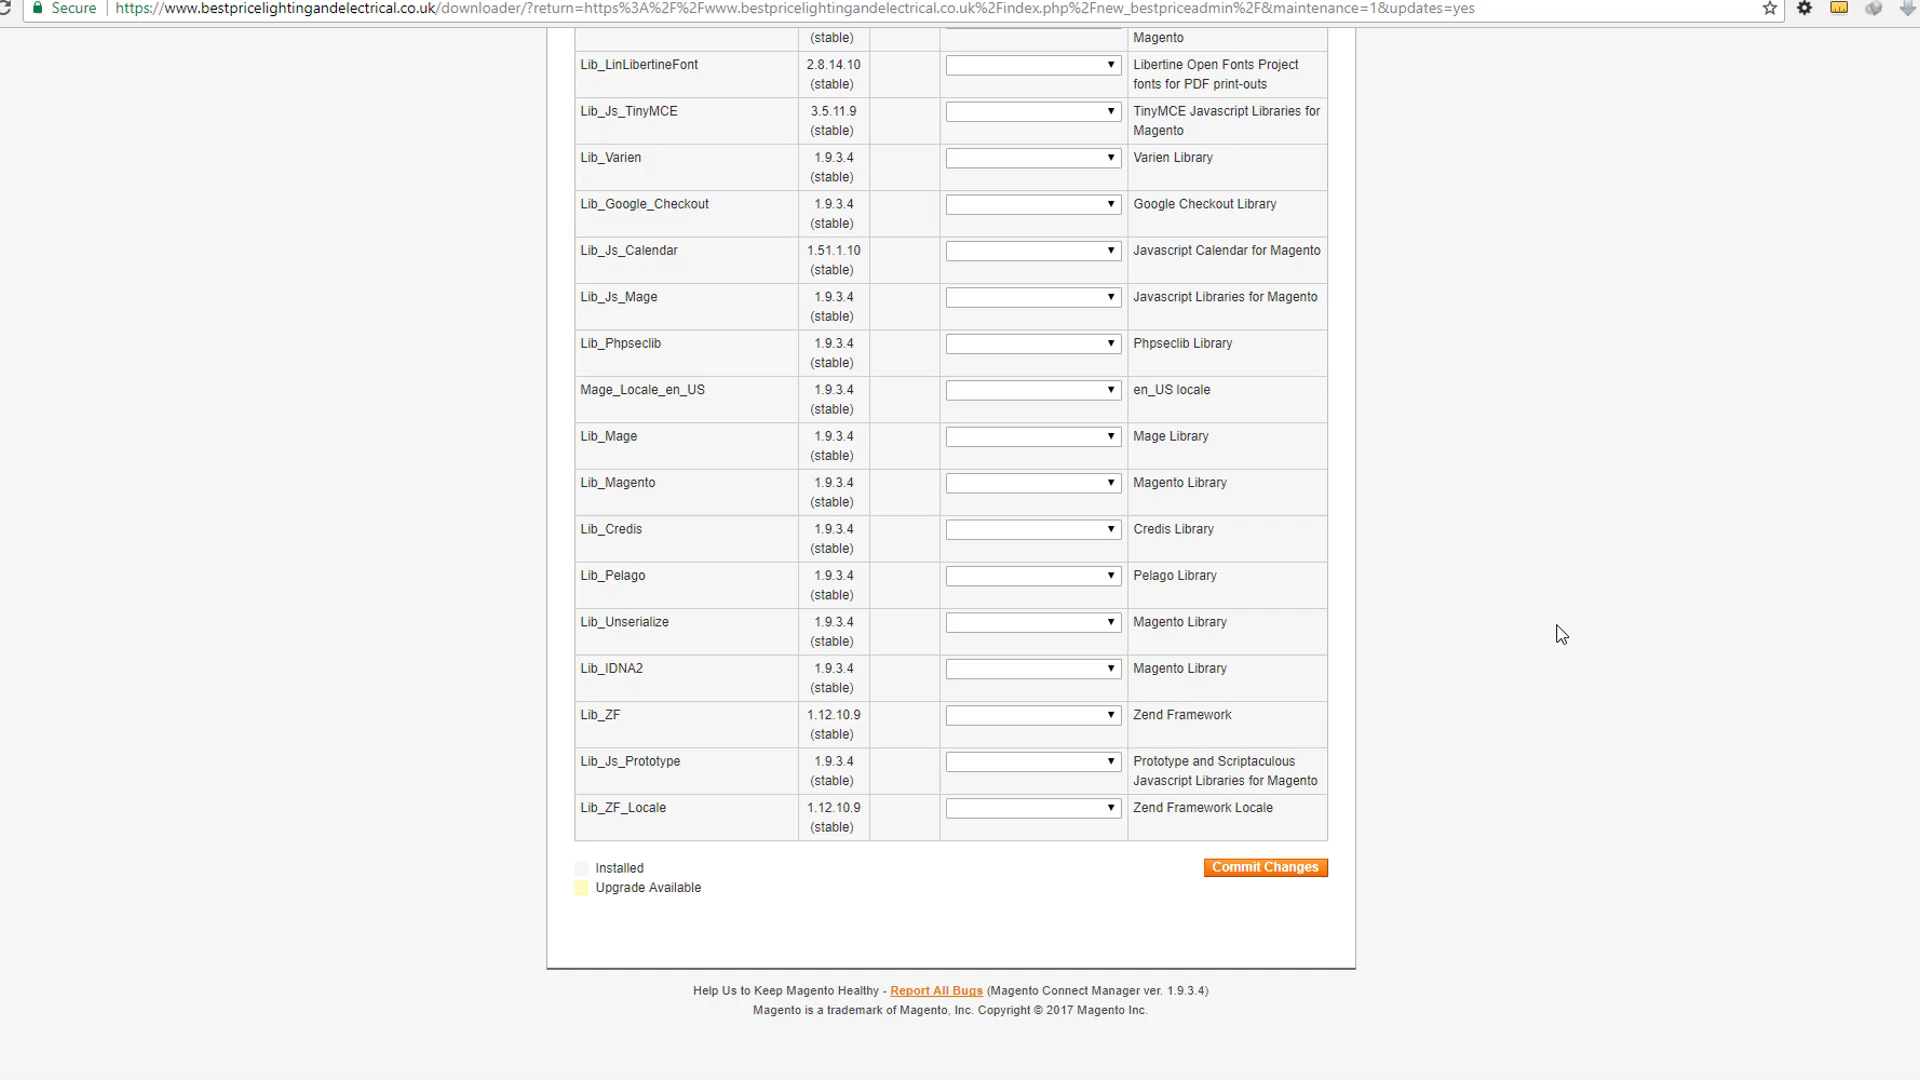 Secure https://www.bestpricelightingandelectrical.co.uk/downloader/?return=https%3A%2F%2Fwww.bestpricelightingandelectrical.co.uk%2Findex.php%2Fnew_bestpriceadmin%2F&maintenance=1&updates=yes
(stable) Magento
Lib_LinLibertineFont 2.8.14.10 Libertine Open Fonts Project
(stable) fonts for PDF print-outs
Lib_Js_TinyMCE 3.5.11.9 TinyMCE Javascript Libraries for
(stable) Magento
Lib_Varien 1.9.3.4 Varien Library
(stable)
Lib_Google_Checkout 1.9.3.4 Google Checkout Library
(stable)
Lib_Js_Calendar 1.51.1.10 Javascript Calendar for Magento
(stable)
Lib_Js_Mage 1.9.3.4 Javascript Libraries for Magento
(stable)
Lib_Phpseclib 1.9.3.4 Phpseclib Library
(stable)
Mage_Locale_en_US 1.9.3.4 en_US locale
(stable)
Lib_Mage 1.9.3.4 Mage Library
(stable)
Lib_Magento 1.9.3.4 Magento Library
(stable)
Lib_Credis 1.9.3.4 Credis Library
(stable)
Lib_Pelago 1.9.3.4 Pelago Library
(stable)
Lib_Unserialize 1.9.3.4 Magento Library
(stable)
Lib_IDNA2 1.9.3.4 Magento Library
(stable)
Lib_ZF 1.12.10.9 Zend Framework
(stable)
Lib_Js_Prototype 1.9.3.4 Prototype and Scriptaculous
(stable) Javascript Libraries for Magento
Lib_ZF_Locale 1.12.10.9 Zend Framework Locale
(stable)
Installed Commit Changes
Upgrade Available
Help Us to Keep Magento Healthy - Report All Bugs (Magento Connect Manager ver. 1.9.3.4)
Magento is a trademark of Magento, Inc. Copyright © 2017 Magento Inc.